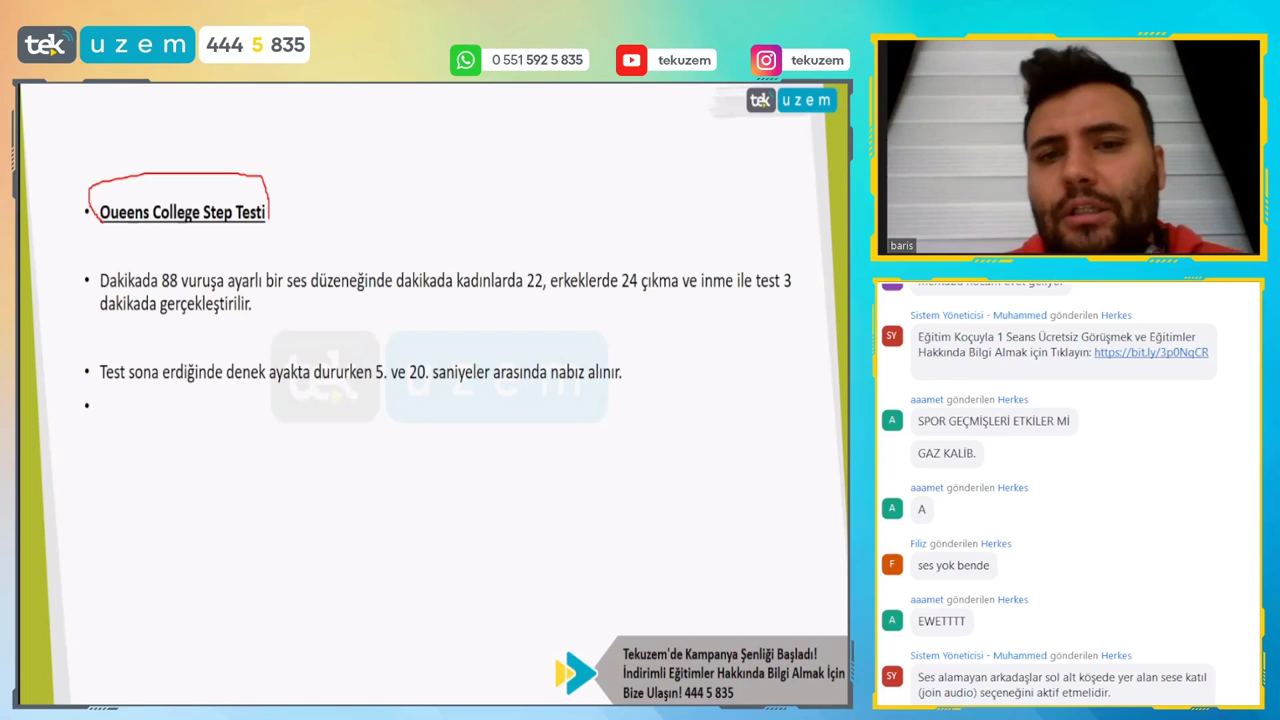 tek uzem 444 5 835
0 551 592 5 835
tekuzem
tekuzem
tek uzem
• Oueens College Step Testi
• Dakikada 88 vuruşa ayarlı bir ses düzeneğinde dakikada kadınlarda 22, erkeklerde 24 çıkma ve inme ile test 3
dakikada gerçekleştirilir.
• Test sona erdiğinde denek ayakta dururken 5. ve 20. saniyeler arasında nabız alınır.
•
tek uzem
Tekuzem'de Kampanya Şenliği Başladı!
İndirimli Eğitimler Hakkında Bilgi Almak İçin
Bize Ulaşın! 444 5 835
baris
Sistem Yöneticisi - Muhammed gönderilen Herkes
SY
Eğitim Koçuyla 1 Seans Ücretsiz Görüşmek ve Eğitimler
Hakkında Bilgi Almak için Tıklayın: https://bit.ly/3p0NqCR
aaamet gönderilen Herkes
A
SPOR GEÇMİŞLERİ ETKİLER Mİ
GAZ KALİB.
aaamet gönderilen Herkes
A
A
Filiz gönderilen Herkes
F
ses yok bende
aaamet gönderilen Herkes
A
EWETTTT
Sistem Yöneticisi - Muhammed gönderilen Herkes
SY
Ses alamayan arkadaşlar sol alt köşede yer alan sese katıl
(join audio) seçeneğini aktif etmelidir.